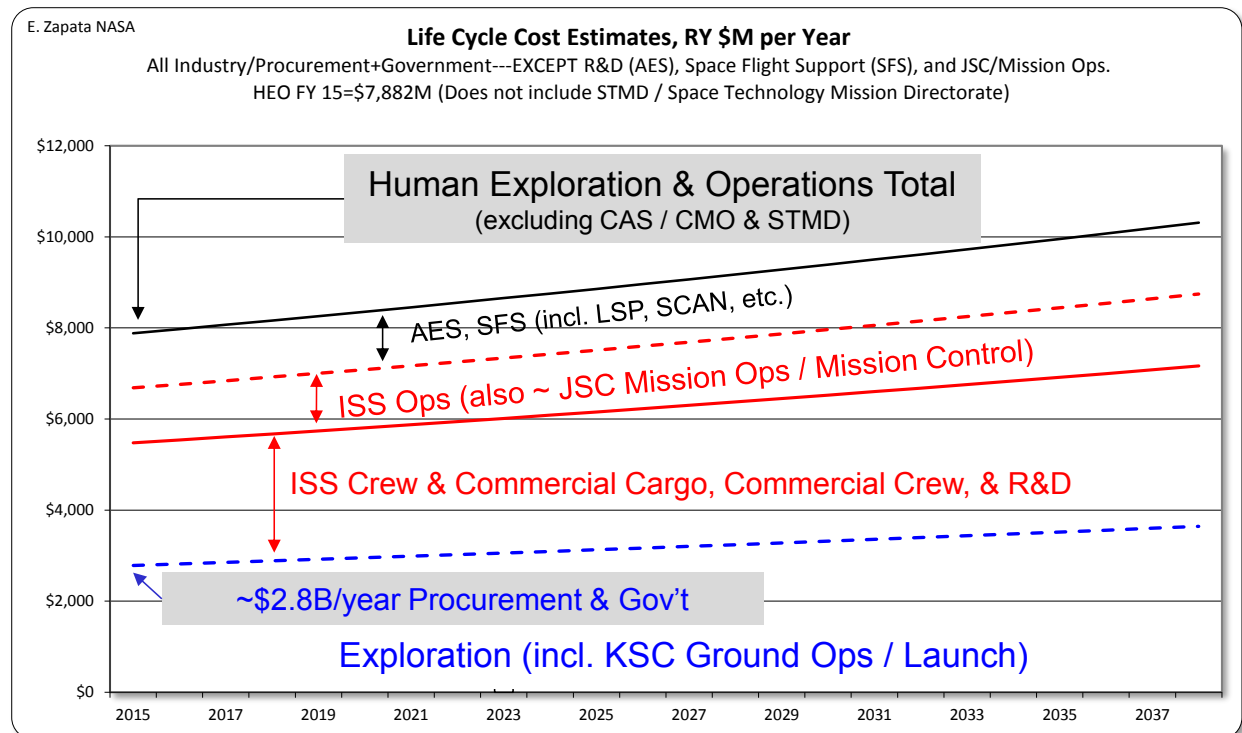 E. Zapata NASA
Life Cycle Cost Estimates, RY $M per Year
All Industry/Procurement+Government---EXCEPT R&D (AES), Space Flight Support (SFS), and JSC/Mission Ops.
HEO FY 15=$7,882M (Does not include STMD / Space Technology Mission Directorate)
$12,000
Human Exploration & Operations Total
(excluding CAS / CMO & STMD)
$10,000
AES, SFS (incl. LSP, SCAN, etc.)
$8,000
ISS Ops (also ~ JSC Mission Ops / Mission Control)
$6,000
ISS Crew & Commercial Cargo, Commercial Crew, & R&D
$4,000
~$2.8B/year Procurement & Gov't
$2,000
Exploration (incl. KSC Ground Ops / Launch)
$0
2015 2017 2019 2021 2023 2025 2027 2029 2031 2033 2035 2037